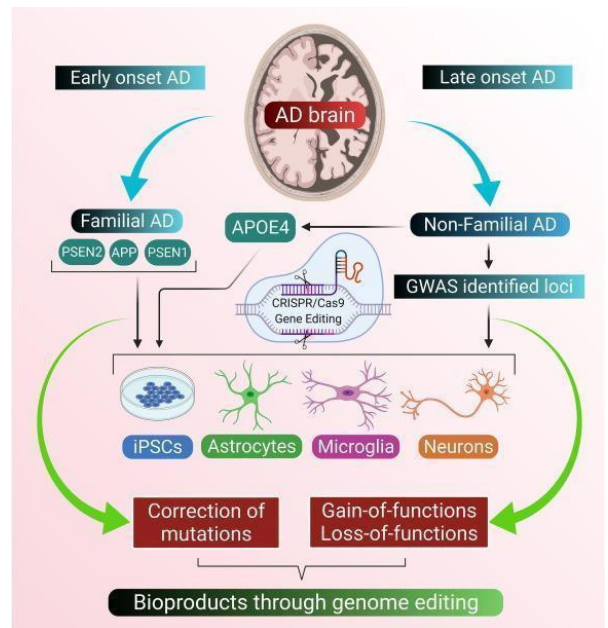 Early onset AD
Late onset AD
AD brain
Familial AD
APOE4
Non-Familial AD
PSEN2
APP
PSEN1
GWAS identified loci
CRISPR/Cas9
Gene Editing
iPSCs
Astrocytes
Microglia
Neurons
Correction of
mutations
Gain-of-functions
Loss-of-functions
Bioproducts through genome editing